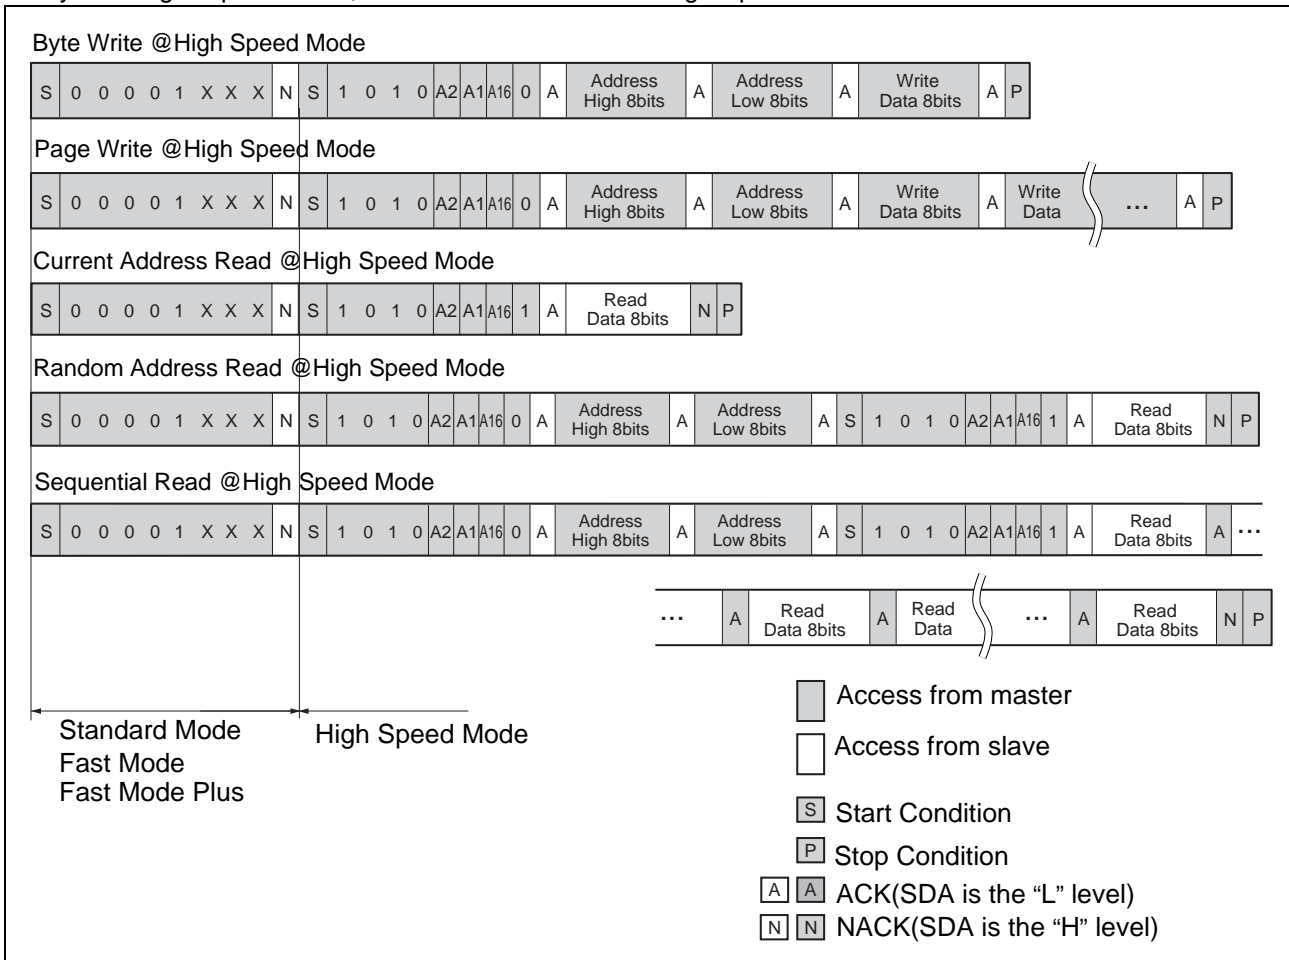 Byte Write @High Speed Mode
S 0 0 0 0 1 X X X N S 1 0 1 0 A2 A1 A16 0 A Address High 8bits A Address Low 8bits A Write Data 8bits A P
Page Write @High Speed Mode
S 0 0 0 0 1 X X X N S 1 0 1 0 A2 A1 A16 0 A Address High 8bits A Address Low 8bits A Write Data 8bits A Write Data ... A P
Current Address Read @High Speed Mode
S 0 0 0 0 1 X X X N S 1 0 1 0 A2 A1 A16 1 A Read Data 8bits N P
Random Address Read @High Speed Mode
S 0 0 0 0 1 X X X N S 1 0 1 0 A2 A1 A16 0 A Address High 8bits A Address Low 8bits A S 1 0 1 0 A2 A1 A16 1 A Read Data 8bits N P
Sequential Read @High Speed Mode
S 0 0 0 0 1 X X X N S 1 0 1 0 A2 A1 A16 0 A Address High 8bits A Address Low 8bits A S 1 0 1 0 A2 A1 A16 1 A Read Data 8bits A ...
... A Read Data 8bits A Read Data ... A Read Data 8bits N P
Standard Mode
Fast Mode
Fast Mode Plus
High Speed Mode
Access from master
Access from slave
S Start Condition
P Stop Condition
A A ACK(SDA is the “L” level)
N N NACK(SDA is the “H” level)